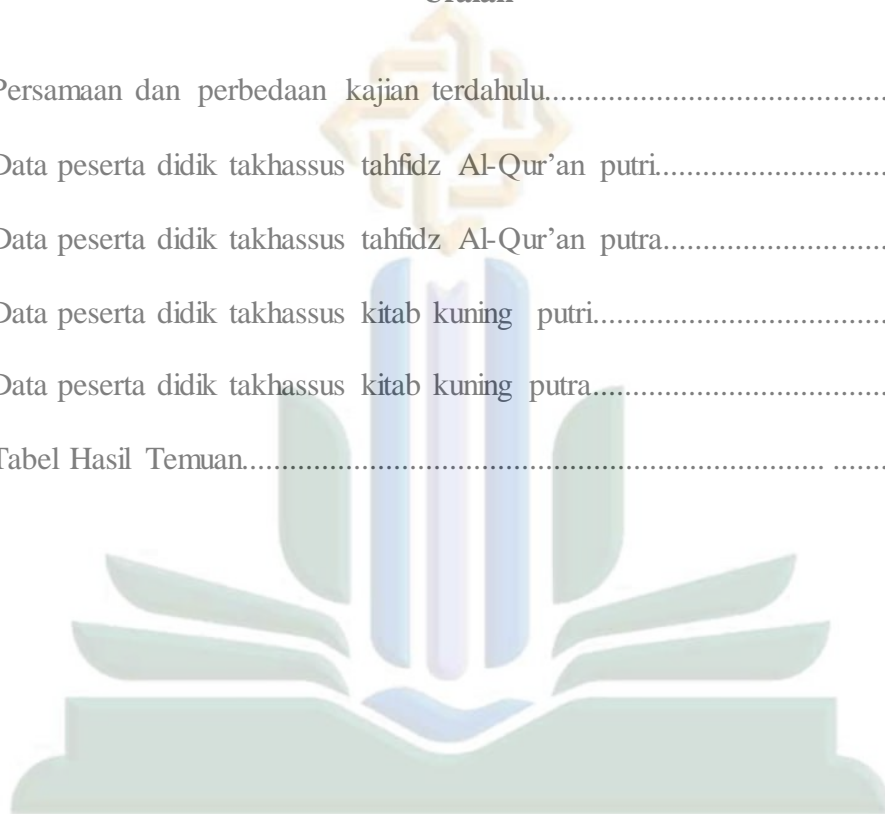 Persamaan dan perbedaan kajian terdahulu........................................
Data peserta didik takhassus tahfidz Al-Qur’an putri...........................
Data peserta didik takhassus tahfidz Al-Qur’an putra..........................
Data peserta didik takhassus kitab kuning putri..................................
Data peserta didik takhassus kitab kuning putra..................................
Tabel Hasil Temuan................................................................ .......